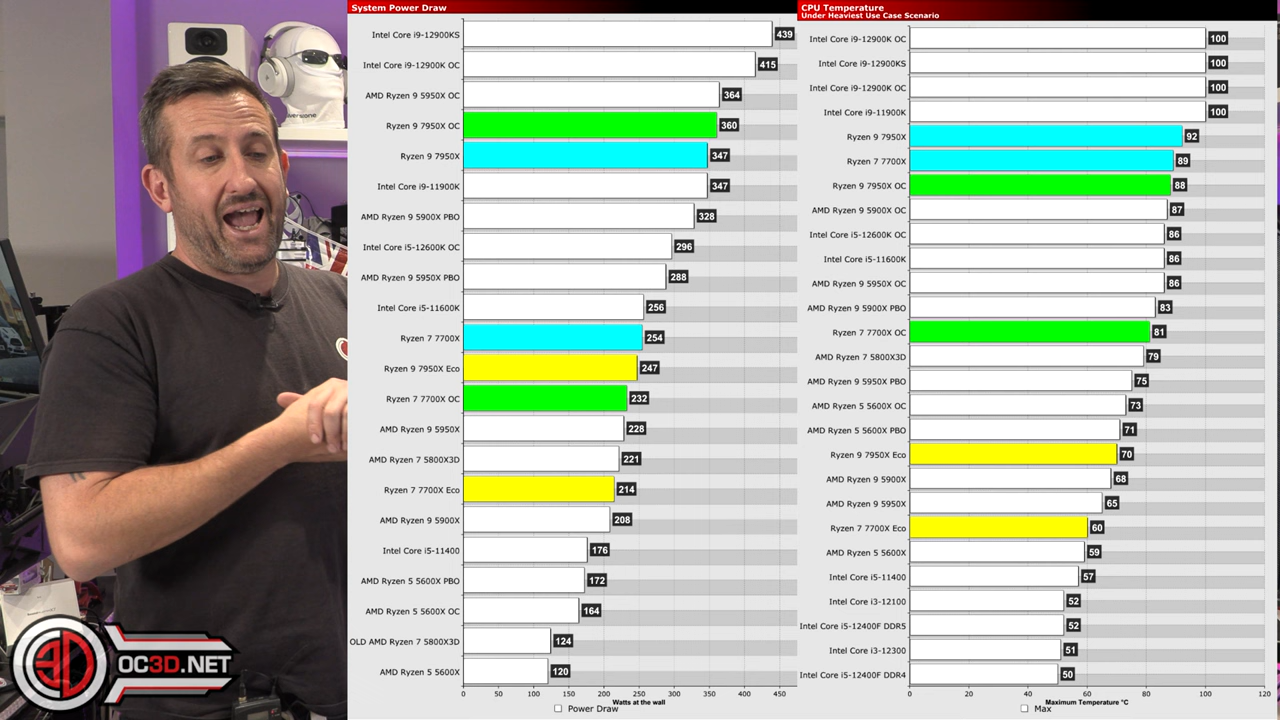 System Power Draw
Intel Core i9-12900KS 439
Intel Core i9-12900K OC 415
AMD Ryzen 9 5950X OC 364
Ryzen 9 7950X OC 360
Ryzen 9 7950X 347
Intel Core i9-11900K 347
AMD Ryzen 9 5900X PBO 328
Intel Core i5-12600K OC 296
AMD Ryzen 9 5950X PBO 288
Intel Core i5-11600K 256
Ryzen 7 7700X 254
Ryzen 9 7950X Eco 247
Ryzen 7 7700X OC 232
AMD Ryzen 9 5950X 228
AMD Ryzen 7 5800X3D 221
Ryzen 7 7700X Eco 214
AMD Ryzen 9 5900X 208
Intel Core i5-11400 176
AMD Ryzen 5 5600X PBO 172
AMD Ryzen 5 5600X OC 164
OLD AMD Ryzen 7 5800X3D 124
AMD Ryzen 5 5600X 120
0 50 100 150 200 250 300 350 400 450
Watts at the wall
Power Draw
CPU Temperature
Under Heaviest Use Case Scenario
Intel Core i9-12900K OC 100
Intel Core i9-12900KS 100
Intel Core i9-12900K OC 100
Intel Core i9-11900K 100
Ryzen 9 7950X 92
Ryzen 7 7700X 89
Ryzen 9 7950X OC 88
AMD Ryzen 9 5900X OC 87
Intel Core i5-12600K OC 86
Intel Core i5-11600K 86
AMD Ryzen 9 5950X OC 86
AMD Ryzen 9 5900X PBO 83
Ryzen 7 7700X OC 81
AMD Ryzen 7 5800X3D 79
AMD Ryzen 9 5950X PBO 75
AMD Ryzen 5 5600X OC 73
AMD Ryzen 5 5600X PBO 71
Ryzen 9 7950X Eco 70
AMD Ryzen 9 5900X 68
AMD Ryzen 9 5950X 65
Ryzen 7 7700X Eco 60
AMD Ryzen 5 5600X 59
Intel Core i5-11400 57
Intel Core i3-12100 52
Intel Core i5-12400F DDR5 52
Intel Core i3-12300 51
Intel Core i5-12400F DDR4 50
0 20 40 60 80 100 120
Maximum Temperature °C
Max
3D
OC3D.NET